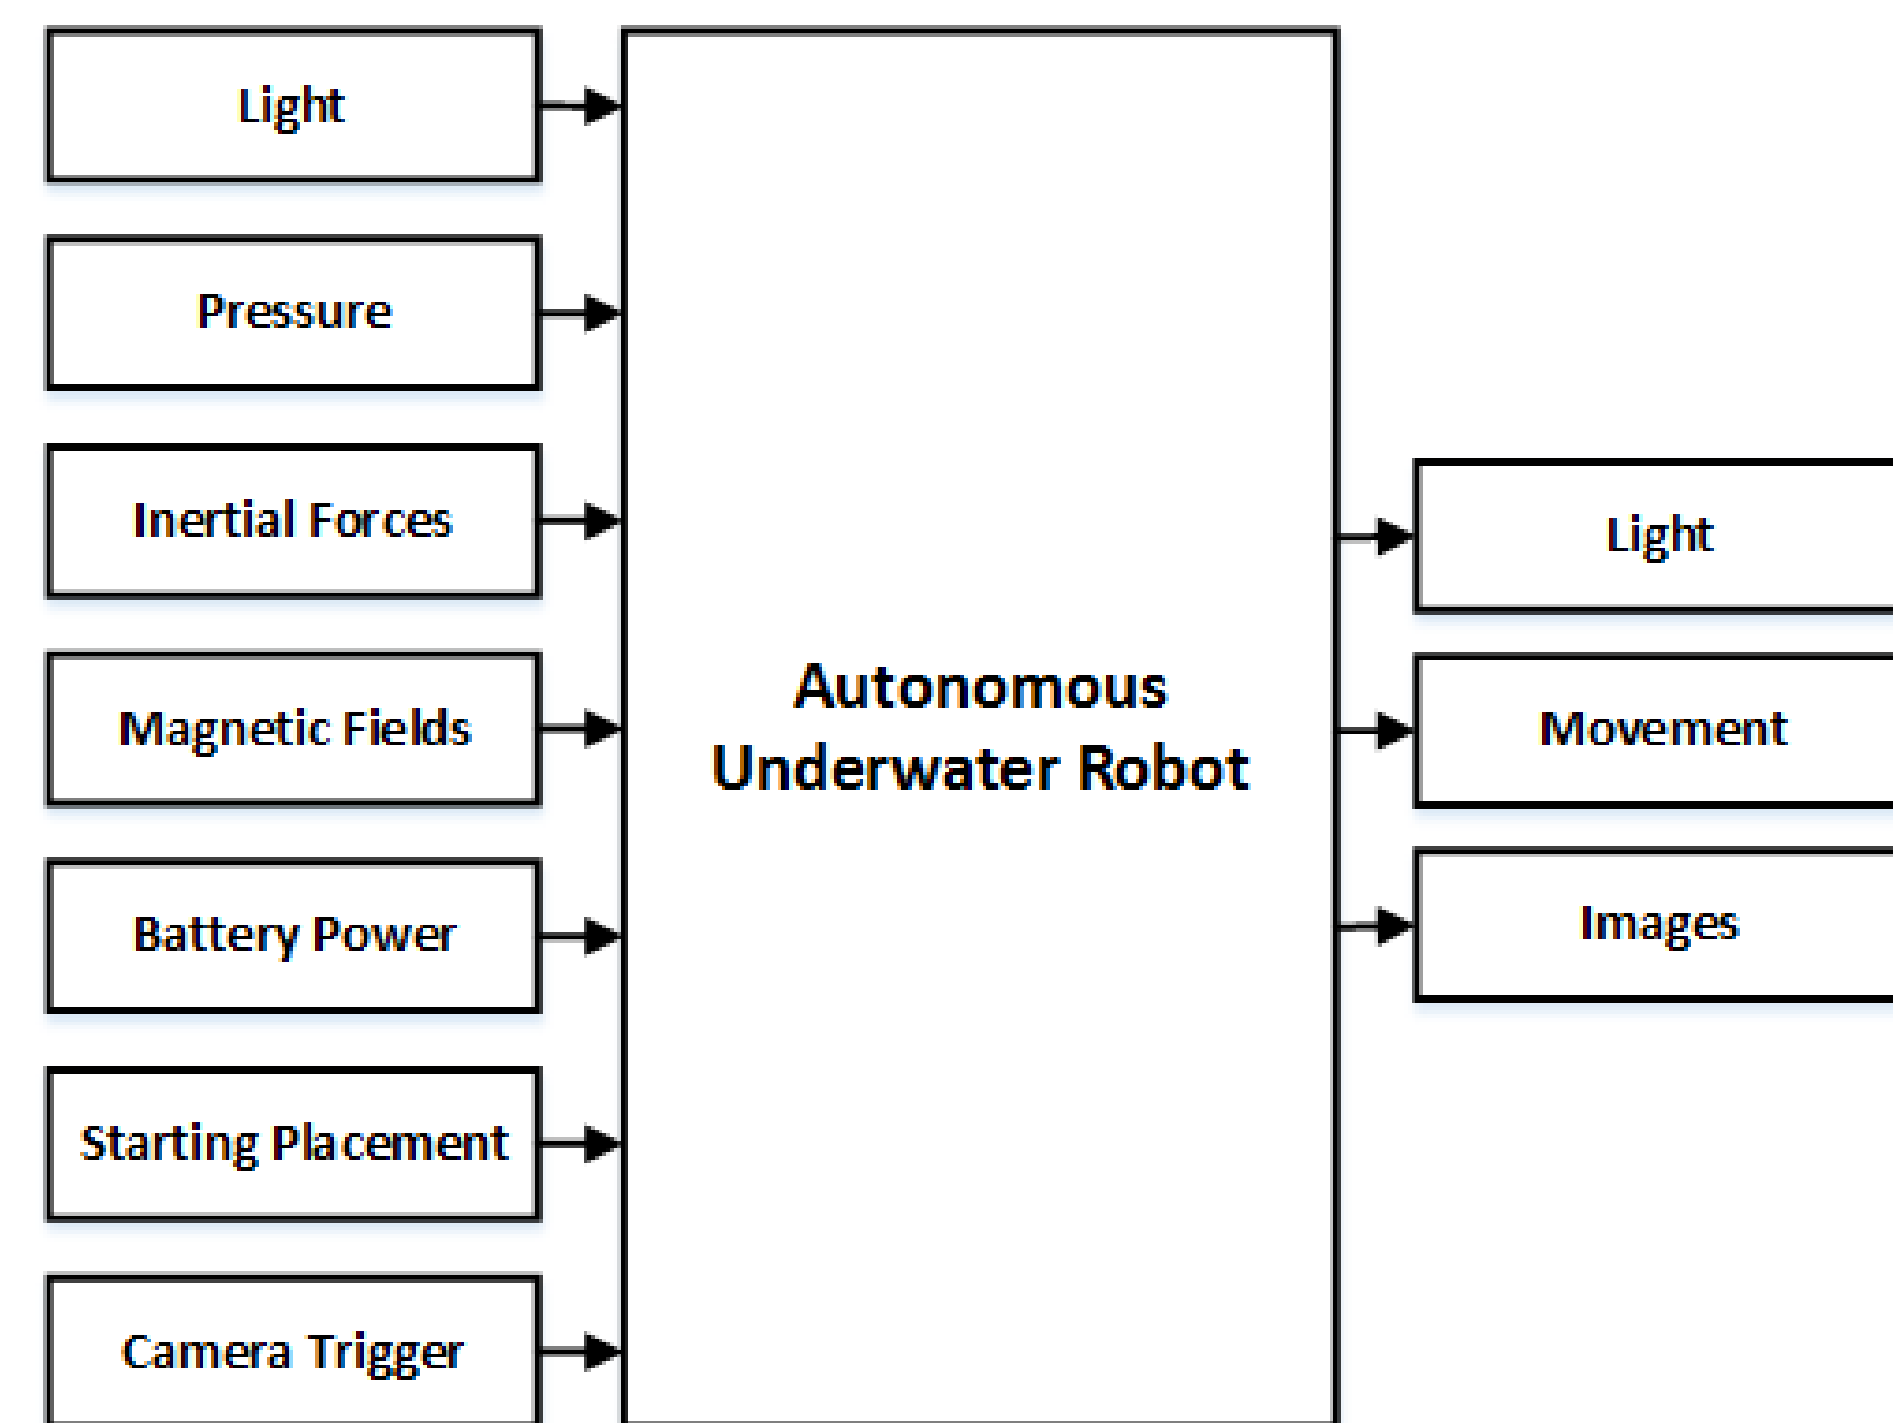 Light
Pressure
Inertial Forces
Magnetic Fields
Battery Power
Starting Placement
Camera Trigger
Autonomous
Underwater Robot
Light
Movement
Images